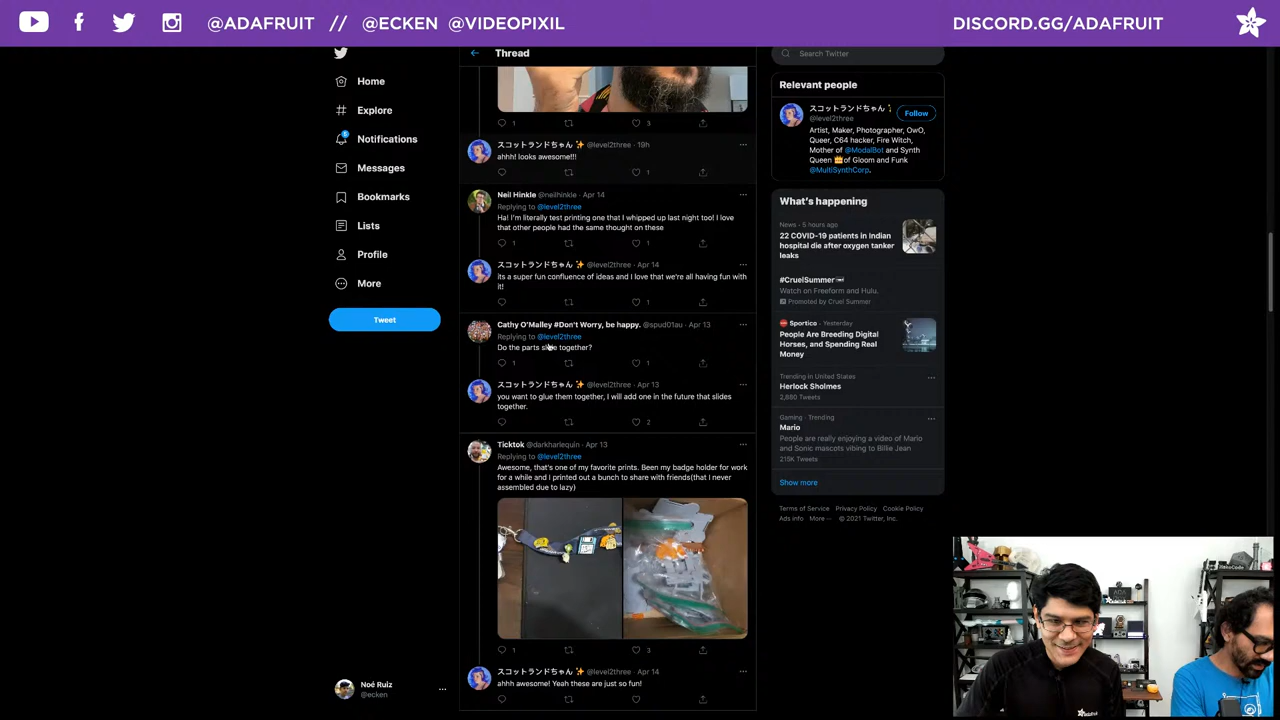 @ADAFRUIT // @ECKEN @VIDEOPIXIL
DISCORD.GG/ADAFRUIT
Home
Explore
5
Notifications
Messages
Bookmarks
Lists
Profile
More
Tweet
Noé Ruiz
@ecken
Thread
1
3
スコットランドちゃん ✨ @level2three · 19h
ahhh! looks awesome!!!
1
Neil Hinkle @neilhinkle · Apr 14
Replying to @level2three
Ha! I'm literally test printing one that I whipped up last night too! I love
that other people had the same thought on these
1
1
スコットランドちゃん ✨ @level2three · Apr 14
its a super fun confluence of ideas and I love that we're all having fun with
it!
1
Cathy O'Malley #Don't Worry, be happy. @spud01au · Apr 13
Replying to @level2three
Do the parts slide together?
1
1
スコットランドちゃん ✨ @level2three · Apr 13
you want to glue them together, I will add one in the future that slides
together.
2
Ticktok @darkharlequin · Apr 13
Replying to @level2three
Awesome, that's one of my favorite prints. Been my badge holder for work
for a while and I printed out a bunch to share with friends(that I never
assembled due to lazy)
1
3
スコットランドちゃん ✨ @level2three · Apr 14
ahhh awesome! Yeah these are just so fun!
Search Twitter
Relevant people
スコットランドちゃん
@level2three
Follow
Artist, Maker, Photographer, OwO,
Queer, C64 hacker, Fire Witch,
Mother of @ModalBot and Synth
Queen 👑of Gloom and Funk
@MultiSynthCorp.
What's happening
News · 5 hours ago
22 COVID-19 patients in Indian
hospital die after oxygen tanker
leaks
#CruelSummer
Watch on Freeform and Hulu.
Promoted by Cruel Summer
Sportico · Yesterday
People Are Breeding Digital
Horses, and Spending Real
Money
Trending in United States
Herlock Sholmes
2,880 Tweets
Gaming · Trending
Mario
People are really enjoying a video of Mario
and Sonic mascots vibing to Billie Jean
215K Tweets
Show more
Terms of Service Privacy Policy Cookie Policy
Ads info More ··· © 2021 Twitter, Inc.